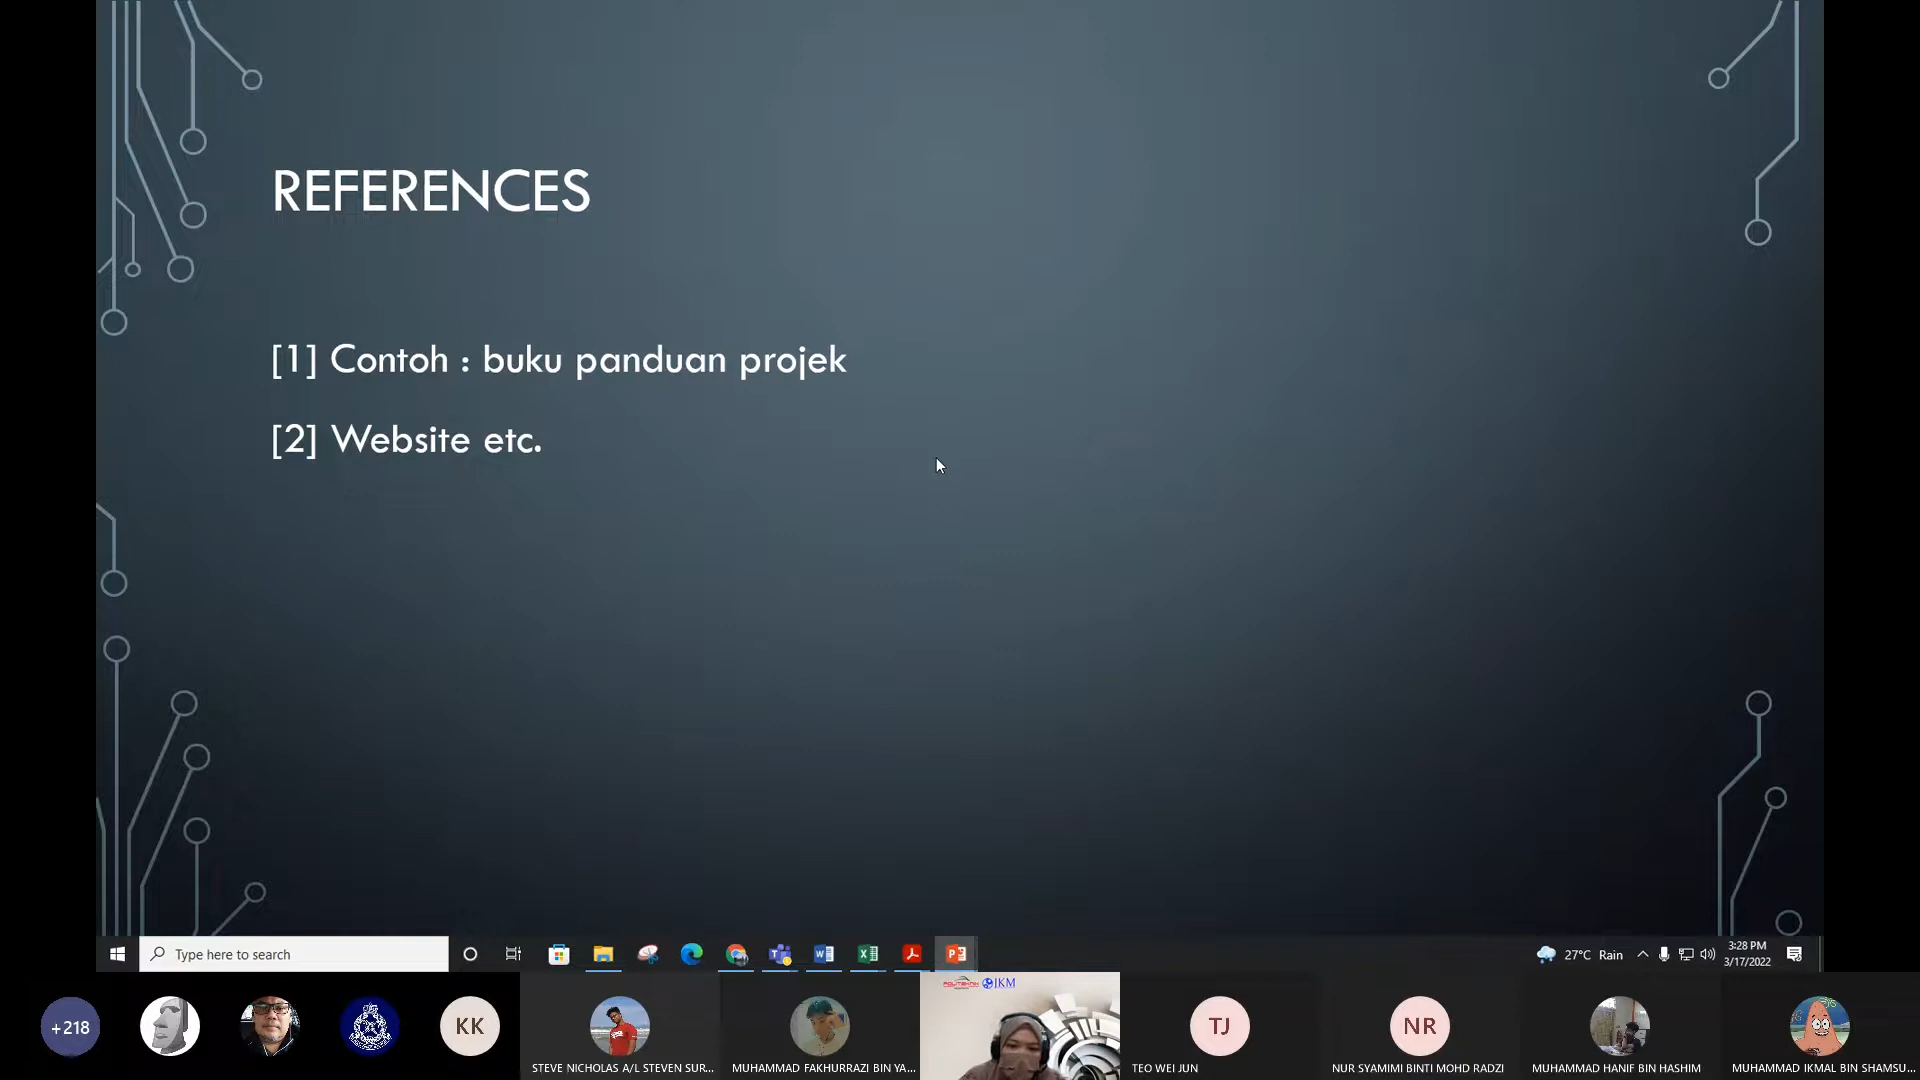 REFERENCES
[1] Contoh : buku panduan projek
[2] Website etc.
Type here to search
27°C Rain
3:28 PM
3/17/2022
+218
KK
POLITEKNIK
JKM
TJ
NR
STEVE NICHOLAS A/L STEVEN SUR...
MUHAMMAD FAKHURRAZI BIN YA...
TEO WEI JUN
NUR SYAMIMI BINTI MOHD RADZI
MUHAMMAD HANIF BIN HASHIM
MUHAMMAD IKMAL BIN SHAMSU...